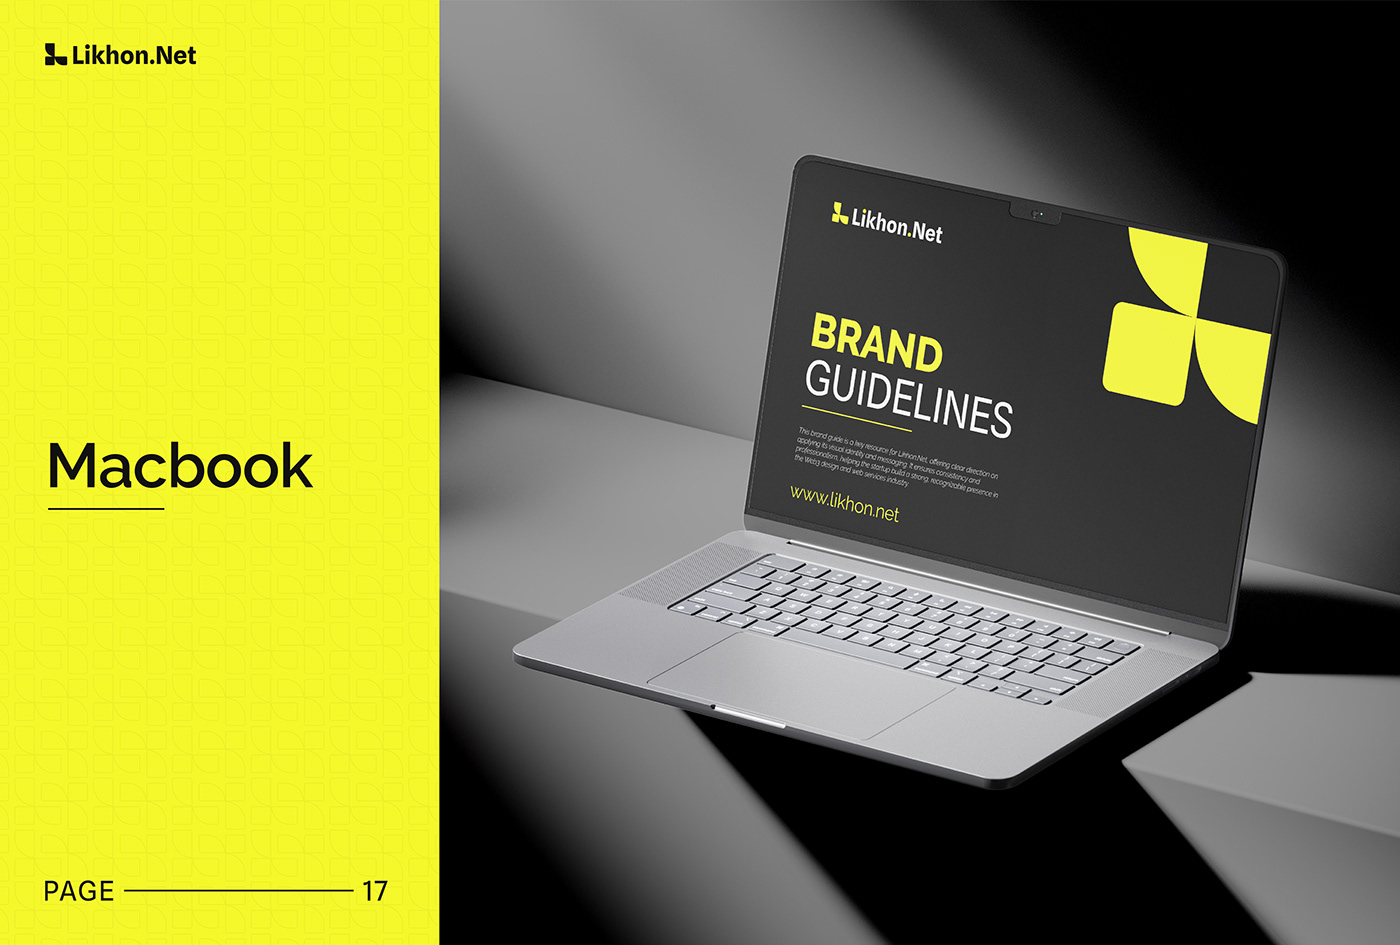 Likhon.Net
Macbook
PAGE 17
Likhon.Net
BRAND
GUIDELINES
This brand guide is a key resource for Likhon.Net, offering clear direction on
applying its visual identity and messaging. It ensures consistency and
professionalism, helping the startup build a strong, recognizable presence in
the Web3 design and web services industry.
www.likhon.net